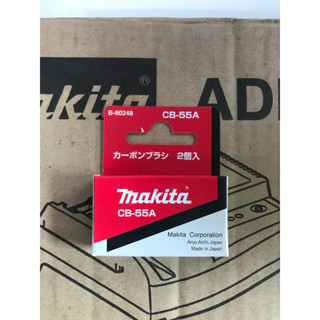 akita
®
ADI
B-80248
CB-55A
カーボンブラシ 2個入
makita
CB-55A
Makita Corporation
Anjo, Aichi, Japan
Made in Japan